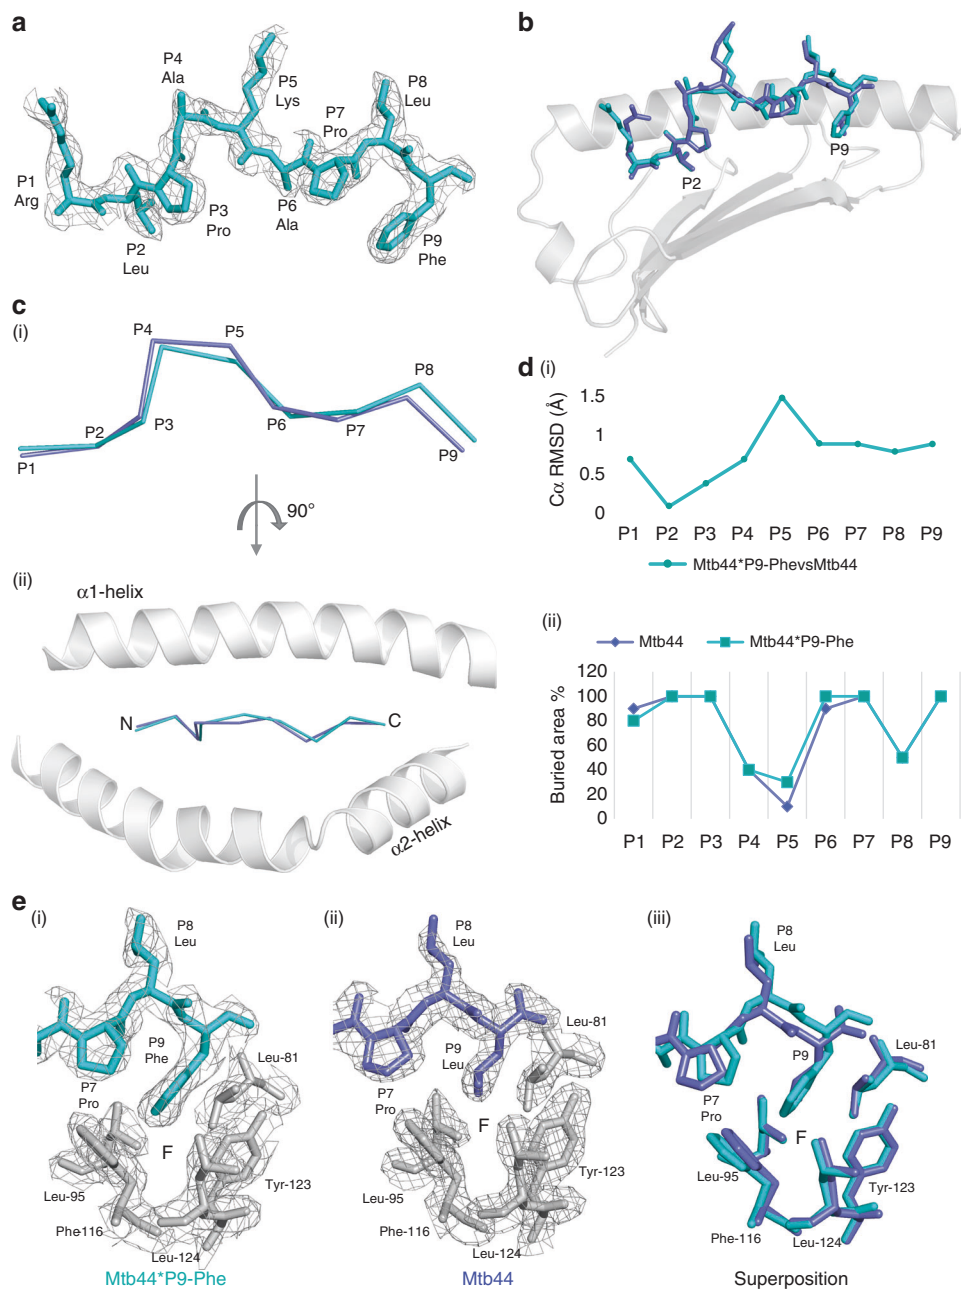 a
P4
Ala
P5
Lys
P8
Leu
P7
Pro
P1
Arg
P3
Pro
P6
Ala
P2
Leu
P9
Phe
b
P2
P9
c
(i)
P4
P5
P8
P2
P3
P6
P7
P1
P9
90°
(ii)
α1-helix
N
C
α2-helix
d (i)
Cα RMSD (Å)
1.5
1
0.5
0
P1 P2 P3 P4 P5 P6 P7 P8 P9
Mtb44*P9-PhevsMtb44
(ii)
Mtb44
Mtb44*P9-Phe
Buried area %
120
100
80
60
40
20
0
P1 P2 P3 P4 P5 P6 P7 P8 P9
e
(i)
P8
Leu
P9
Phe
Leu-81
P7
Pro
F
Leu-95
Tyr-123
Phe-116
Leu-124
Mtb44*P9-Phe
(ii)
P8
Leu
Leu-81
P9
Leu
P7
Pro
F
Leu-95
Tyr-123
Phe-116
Leu-124
Mtb44
(iii)
P8
Leu
P9
Leu-81
P7
Pro
F
Leu-95
Tyr-123
Phe-116
Leu-124
Superposition